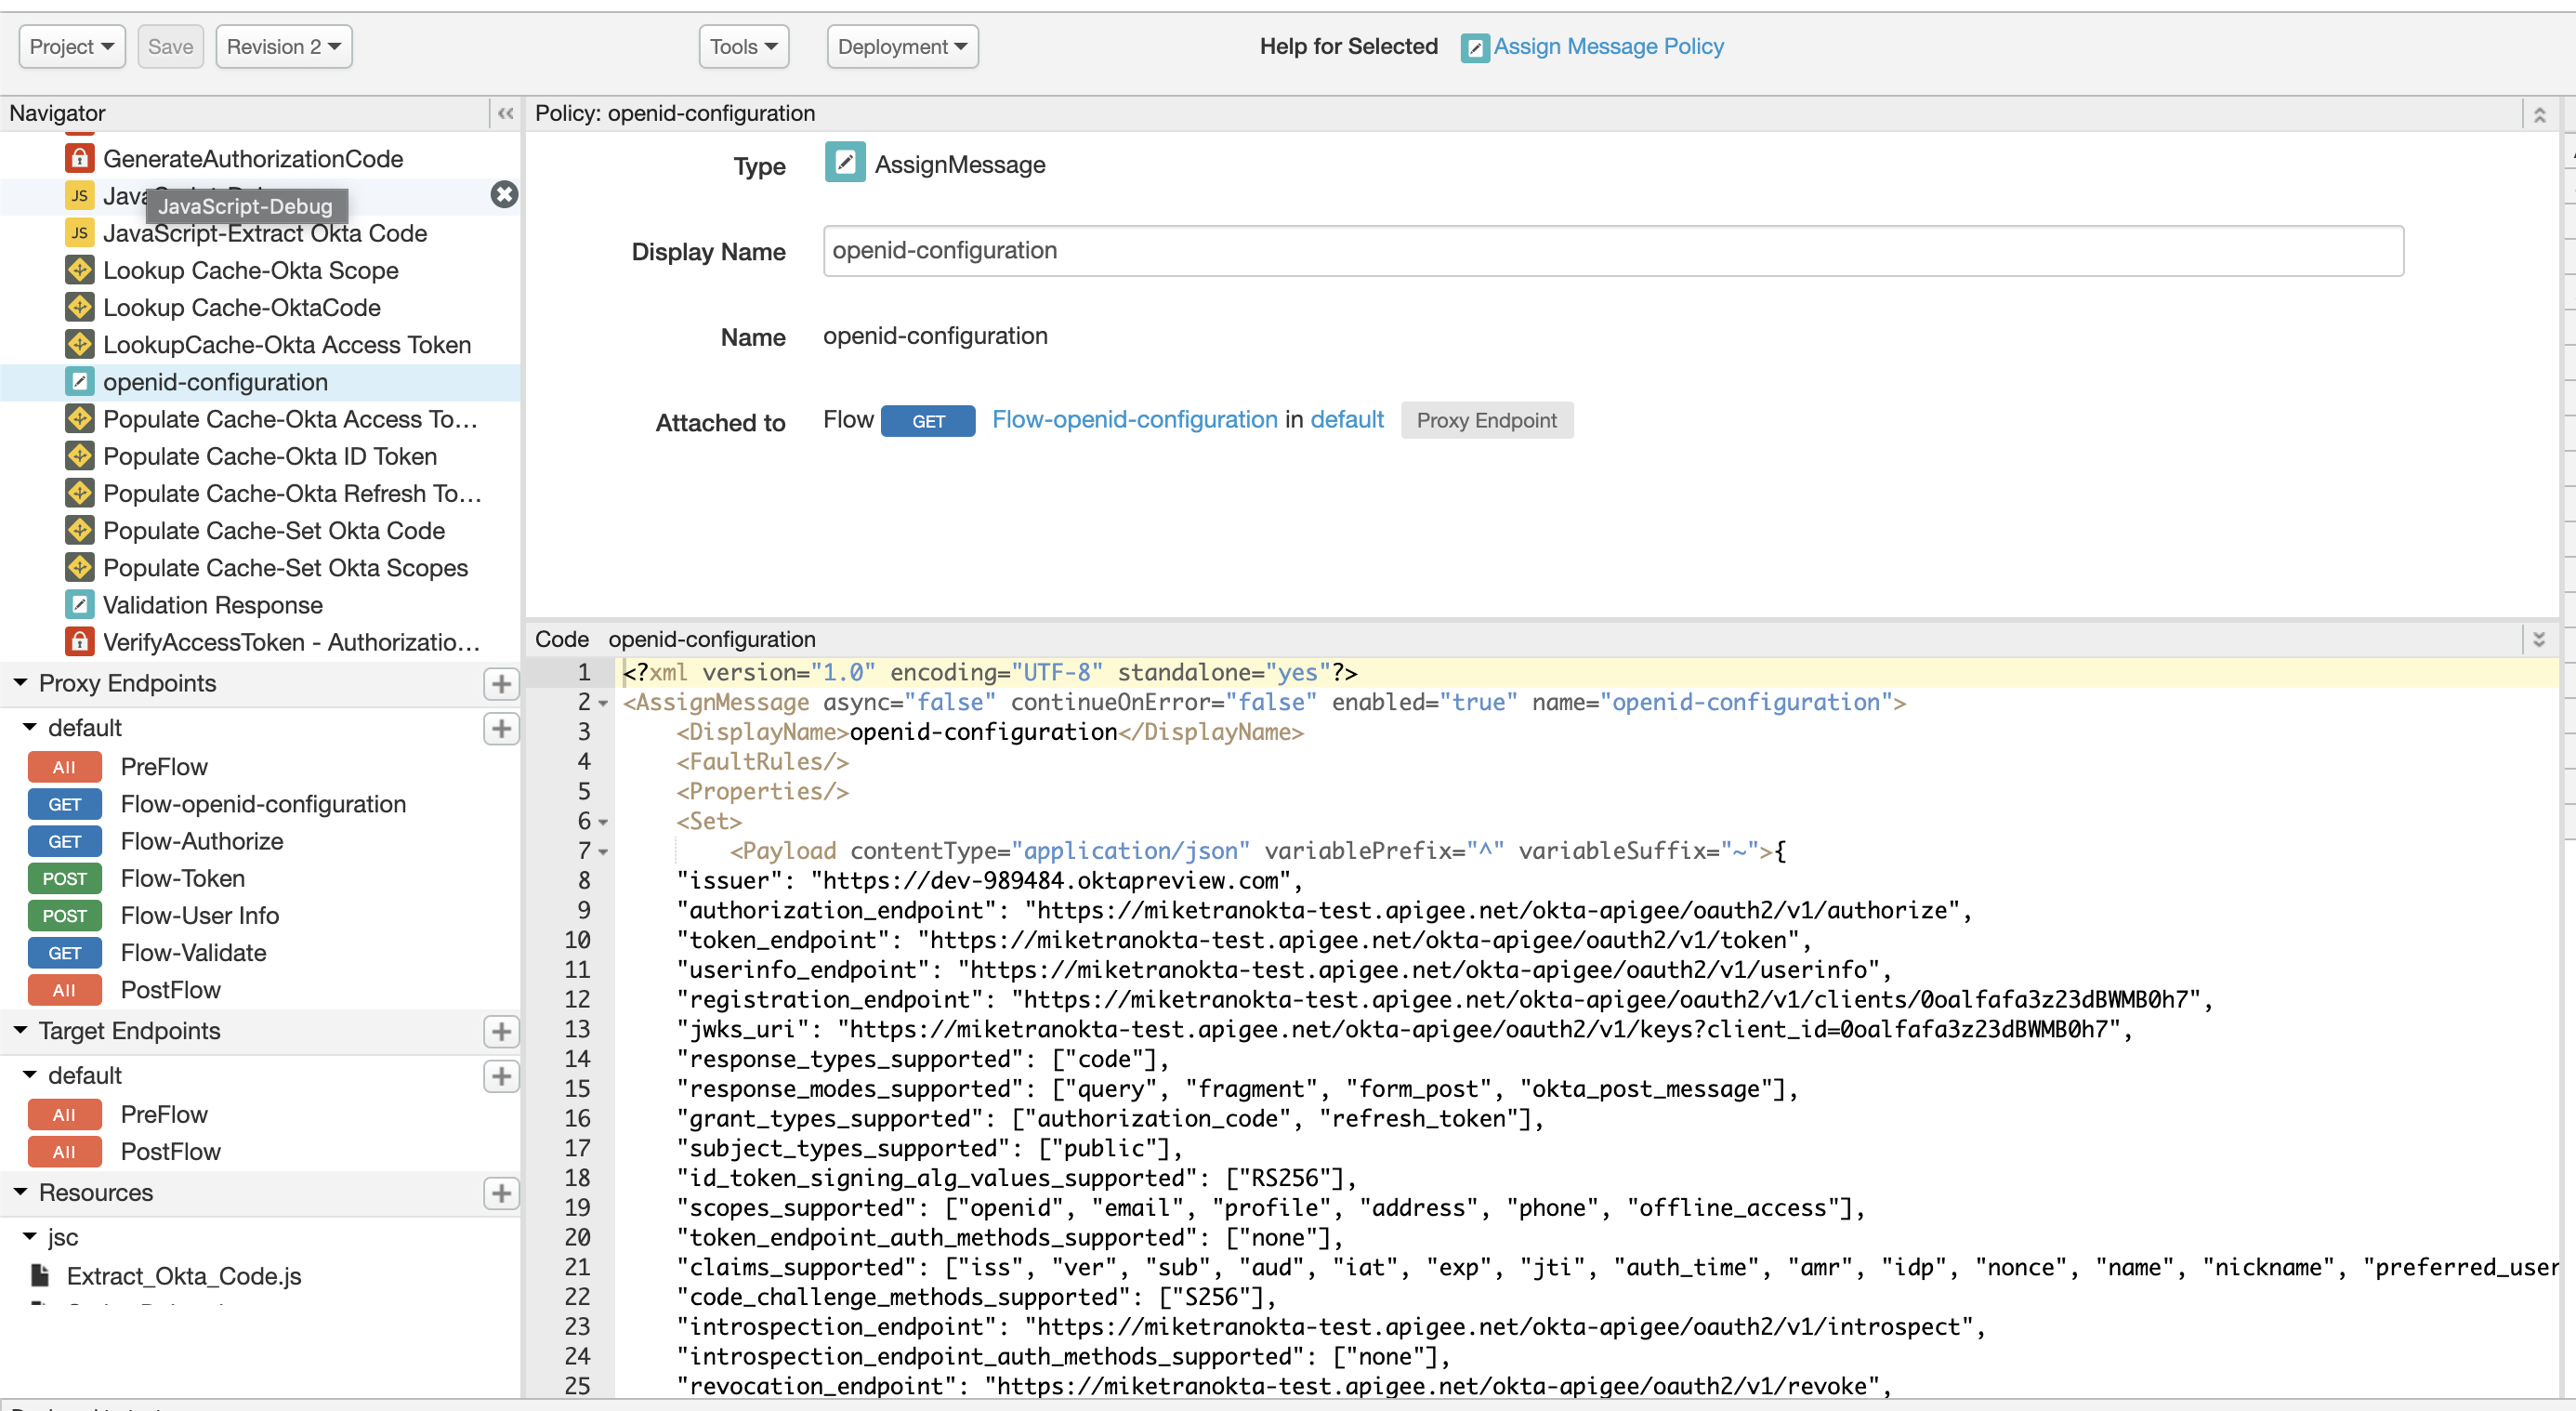 Project
Save
Revision 2
Tools
Deployment
Help for Selected
Assign Message Policy
Navigator
GenerateAuthorizationCode
JS
JavaScript-Debug
JS JavaScript-Extract Okta Code
Lookup Cache-Okta Scope
Lookup Cache-OktaCode
LookupCache-Okta Access Token
openid-configuration
Populate Cache-Okta Access To...
Populate Cache-Okta ID Token
Populate Cache-Okta Refresh To...
Populate Cache-Set Okta Code
Populate Cache-Set Okta Scopes
Validation Response
VerifyAccessToken - Authorizatio...
Proxy Endpoints
default
All PreFlow
GET Flow-openid-configuration
GET Flow-Authorize
POST Flow-Token
POST Flow-User Info
GET Flow-Validate
All PostFlow
Target Endpoints
default
All PreFlow
All PostFlow
Resources
jsc
Extract_Okta_Code.js
Policy: openid-configuration
Type AssignMessage
Display Name openid-configuration
Name openid-configuration
Attached to Flow GET Flow-openid-configuration in default Proxy Endpoint
Code openid-configuration
1 <?xml version="1.0" encoding="UTF-8" standalone="yes"?>
2 <AssignMessage async="false" continueOnError="false" enabled="true" name="openid-configuration">
3 <DisplayName>openid-configuration</DisplayName>
4 <FaultRules/>
5 <Properties/>
6 <Set>
7 <Payload contentType="application/json" variablePrefix="^" variableSuffix="~">{
8 "issuer": "https://dev-989484.oktapreview.com",
9 "authorization_endpoint": "https://miketranokta-test.apigee.net/okta-apigee/oauth2/v1/authorize",
10 "token_endpoint": "https://miketranokta-test.apigee.net/okta-apigee/oauth2/v1/token",
11 "userinfo_endpoint": "https://miketranokta-test.apigee.net/okta-apigee/oauth2/v1/userinfo",
12 "registration_endpoint": "https://miketranokta-test.apigee.net/okta-apigee/oauth2/v1/clients/0oalfafa3z23dBWMB0h7",
13 "jwks_uri": "https://miketranokta-test.apigee.net/okta-apigee/oauth2/v1/keys?client_id=0oalfafa3z23dBWMB0h7",
14 "response_types_supported": ["code"],
15 "response_modes_supported": ["query", "fragment", "form_post", "okta_post_message"],
16 "grant_types_supported": ["authorization_code", "refresh_token"],
17 "subject_types_supported": ["public"],
18 "id_token_signing_alg_values_supported": ["RS256"],
19 "scopes_supported": ["openid", "email", "profile", "address", "phone", "offline_access"],
20 "token_endpoint_auth_methods_supported": ["none"],
21 "claims_supported": ["iss", "ver", "sub", "aud", "iat", "exp", "jti", "auth_time", "amr", "idp", "nonce", "name", "nickname", "preferred_user
22 "code_challenge_methods_supported": ["S256"],
23 "introspection_endpoint": "https://miketranokta-test.apigee.net/okta-apigee/oauth2/v1/introspect",
24 "introspection_endpoint_auth_methods_supported": ["none"],
25 "revocation_endpoint": "https://miketranokta-test.apigee.net/okta-apigee/oauth2/v1/revoke",